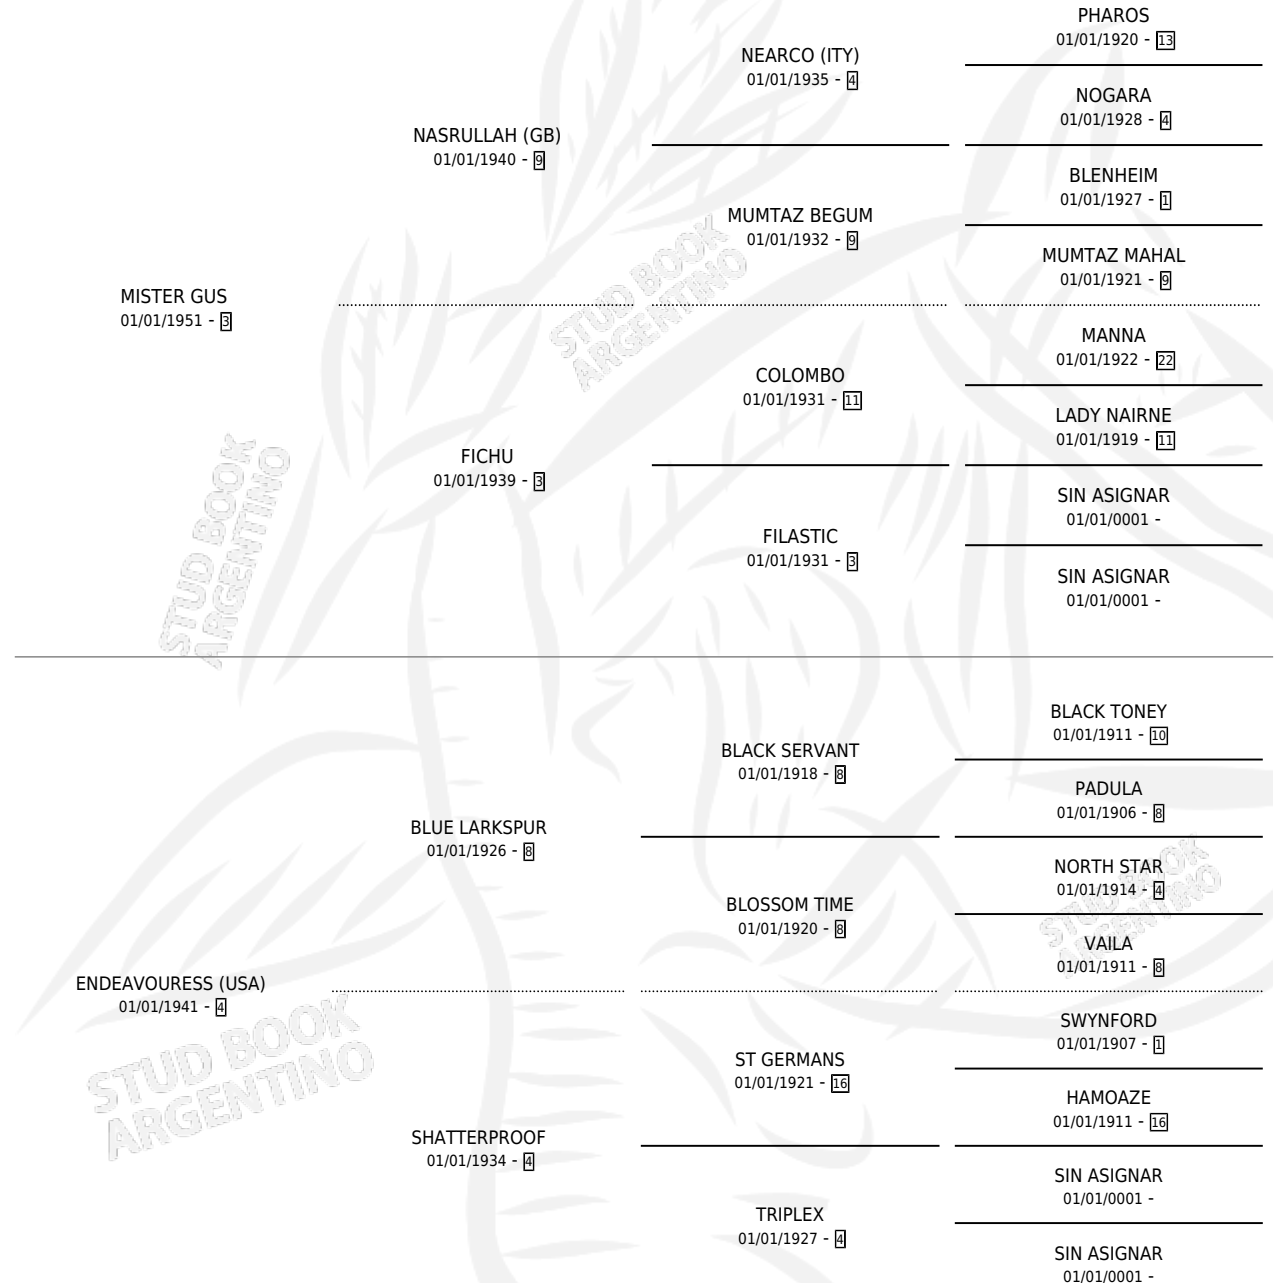 PHAROS
01/01/1920 - 13
NEARCO (ITY)
01/01/1935 - 4
NOGARA
01/01/1928 - 4
NASRULLAH (GB)
01/01/1940 - 9
BLENHEIM
01/01/1927 - 1
MUMTAZ BEGUM
01/01/1932 - 9
MUMTAZ MAHAL
01/01/1921 - 9
STUD BOOK
ARGENTINO
MISTER GUS
01/01/1951 - 3
MANNA
01/01/1922 - 22
COLOMBO
01/01/1931 - 11
LADY NAIRNE
01/01/1919 - 11
FICHU
01/01/1939 - 3
SIN ASIGNAR
01/01/0001 -
FILASTIC
01/01/1931 - 3
SIN ASIGNAR
01/01/0001 -
STUD BOOK
ARGENTINO
BLACK TONEY
01/01/1911 - 10
BLACK SERVANT
01/01/1918 - 8
PADULA
01/01/1906 - 8
BLUE LARKSPUR
01/01/1926 - 8
NORTH STAR
01/01/1914 - 4
BLOSSOM TIME
01/01/1920 - 8
VAILA
01/01/1911 - 8
STUD BOOK
ARGENTINO
ENDEAVOURESS (USA)
01/01/1941 - 4
SWYNFORD
01/01/1907 - 1
ST GERMANS
01/01/1921 - 16
HAMOAZE
01/01/1911 - 16
STUD BOOK
ARGENTINO
SHATTERPROOF
01/01/1934 - 4
SIN ASIGNAR
01/01/0001 -
TRIPLEX
01/01/1927 - 4
SIN ASIGNAR
01/01/0001 -